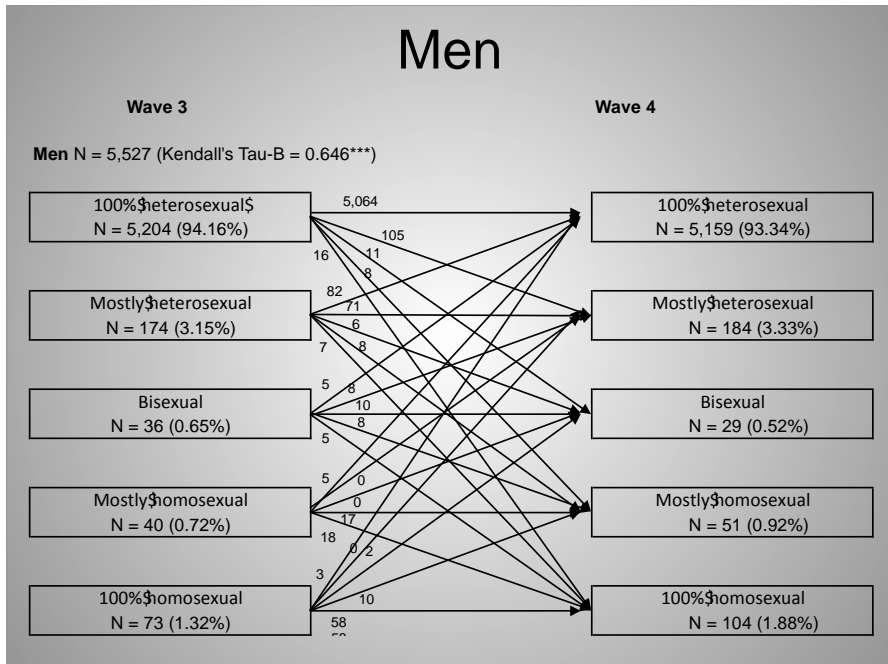 Men
Wave 3
Wave 4
Men N = 5,527 (Kendall's Tau-B = 0.646***)
100%$heterosexual$
N = 5,204 (94.16%)
5,064
105
11
8
16
100%$heterosexual
N = 5,159 (93.34%)
Mostly$heterosexual
N = 174 (3.15%)
82
71
6
8
7
Mostly$heterosexual
N = 184 (3.33%)
Bisexual
N = 36 (0.65%)
5
8
10
8
5
Bisexual
N = 29 (0.52%)
Mostly$homosexual
N = 40 (0.72%)
5
0
0
17
18
Mostly$homosexual
N = 51 (0.92%)
100%$homosexual
N = 73 (1.32%)
3
0
2
10
58
100%$homosexual
N = 104 (1.88%)